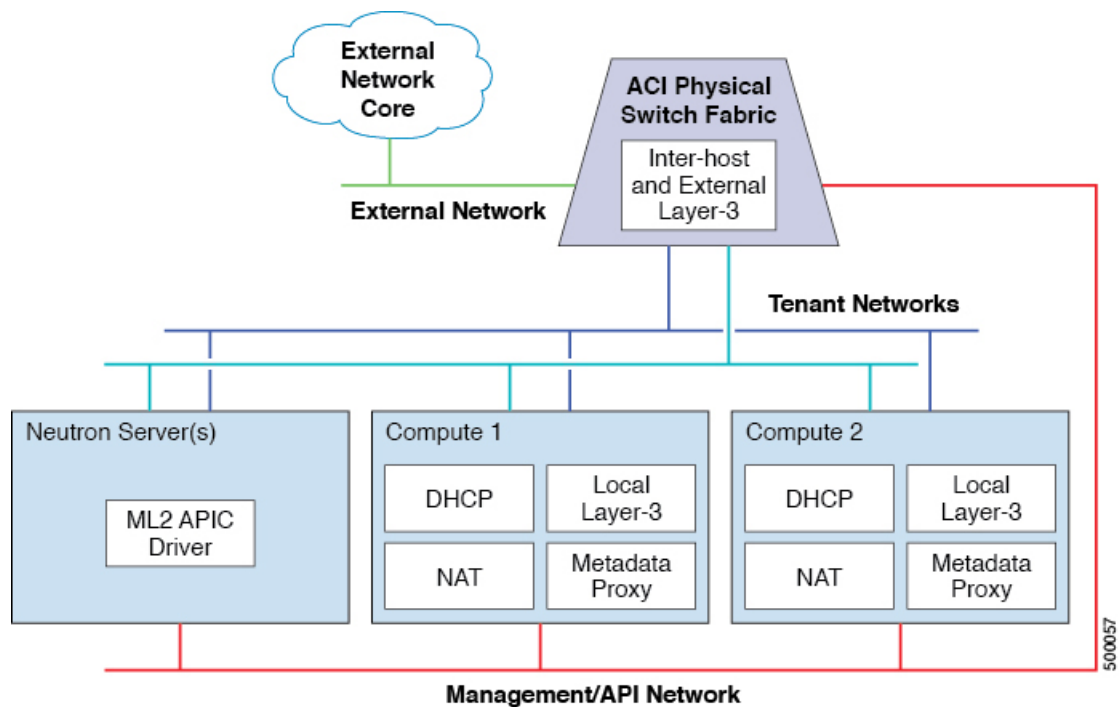 External
Network
Core
ACI Physical
Switch Fabric
Inter-host
and External
Layer-3
External Network
Tenant Networks
Neutron Server(s)
ML2 APIC
Driver
Compute 1
DHCP
Local
Layer-3
NAT
Metadata
Proxy
Compute 2
DHCP
Local
Layer-3
NAT
Metadata
Proxy
Management/API Network
500057